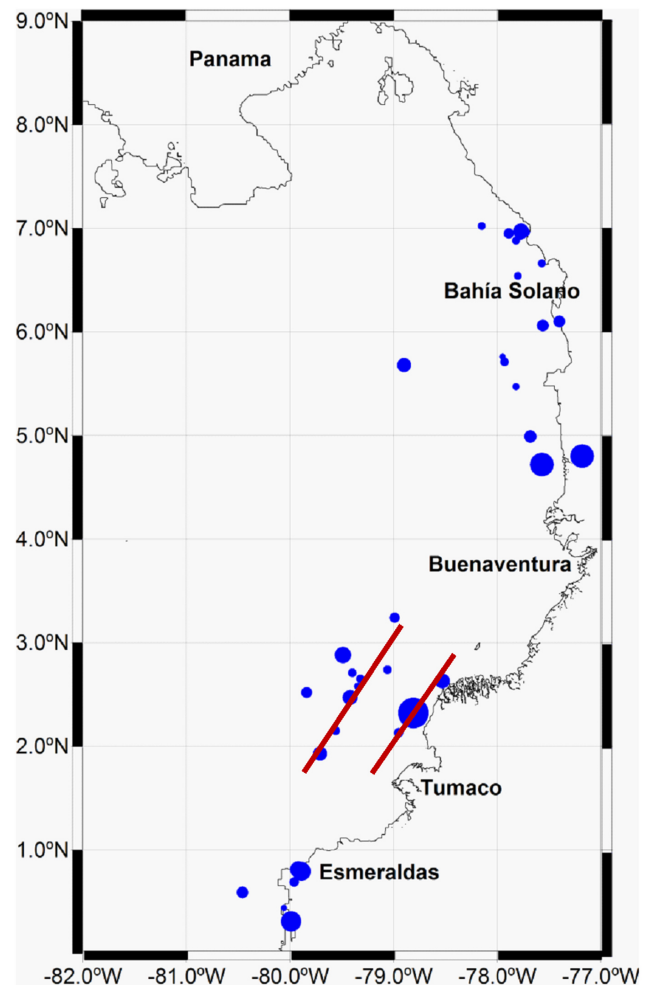 9.0ºN
Panama
8.0ºN
7.0ºN
Bahía Solano
6.0ºN
5.0ºN
4.0ºN
Buenaventura
3.0ºN
2.0ºN
Tumaco
1.0ºN
Esmeraldas
-82.0ºW -81.0ºW -80.0ºW -79.0ºW -78.0ºW -77.0ºW